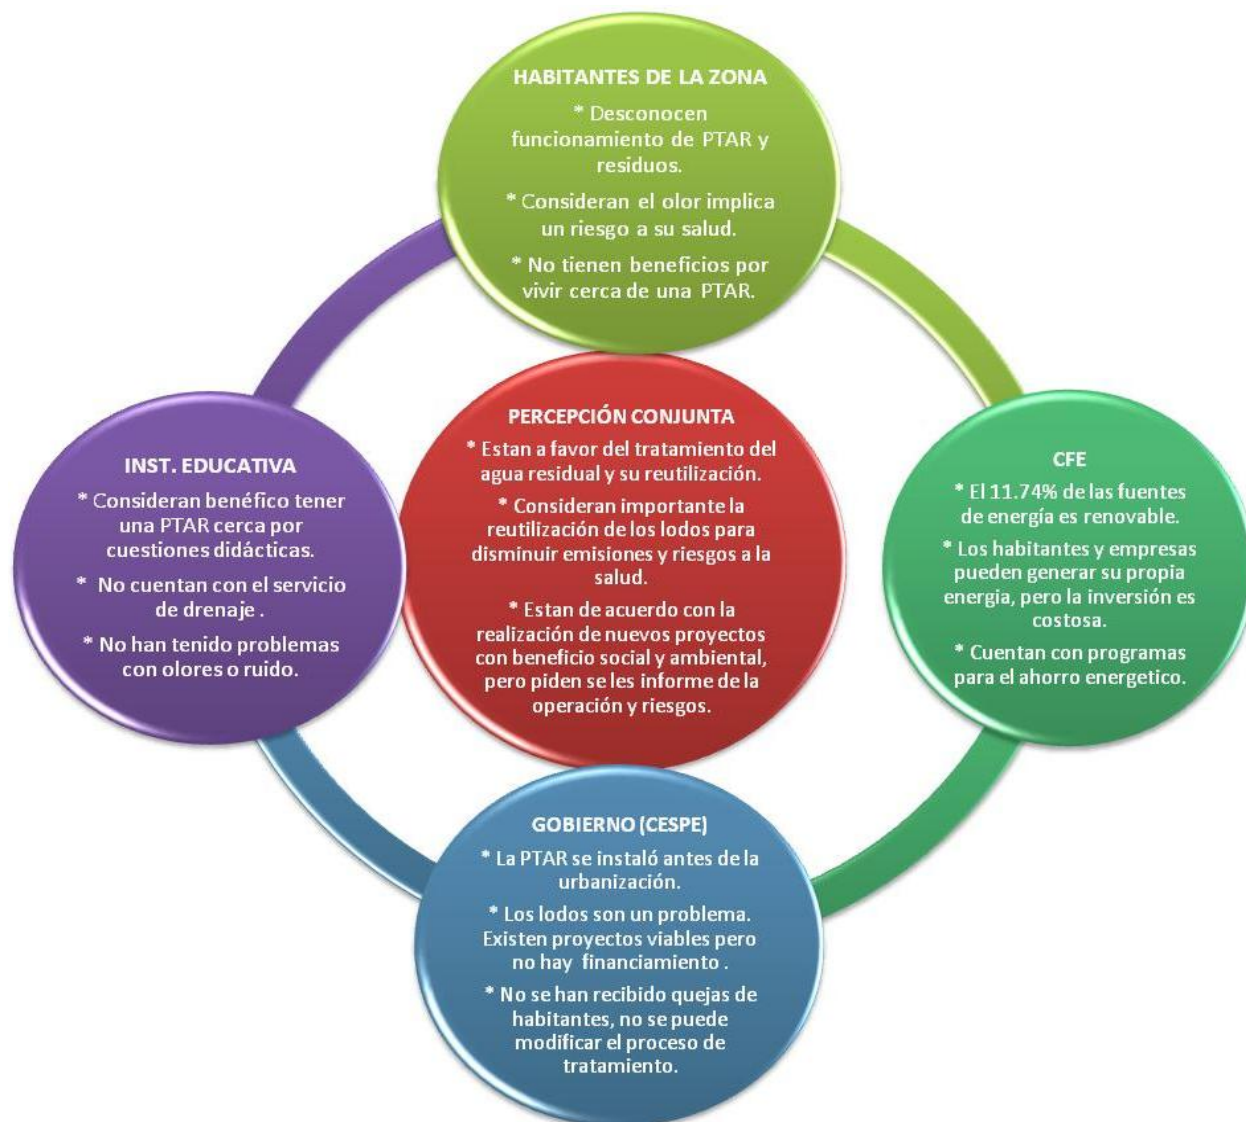 HABITANTES DE LA ZONA
* Desconocen
funcionamiento de PTAR y
residuos.
* Consideran el olor implica
un riesgo a su salud.
* No tienen beneficios por
vivir cerca de una PTAR.
INST. EDUCATIVA
* Consideran benéfico tener
una PTAR cerca por
cuestiones didácticas.
* No cuentan con el servicio
de drenaje .
* No han tenido problemas
con olores o ruido.
PERCEPCIÓN CONJUNTA
* Estan a favor del tratamiento del
agua residual y su reutilización.
* Consideran importante la
reutilización de los lodos para
disminuir emisiones y riesgos a la
salud.
* Estan de acuerdo con la
realización de nuevos proyectos
con beneficio social y ambiental,
pero piden se les informe de la
operación y riesgos.
CFE
* El 11.74% de las fuentes
de energía es renovable.
* Los habitantes y empresas
pueden generar su propia
energia, pero la inversión es
costosa.
* Cuentan con programas
para el ahorro energetico.
GOBIERNO (CESPE)
* La PTAR se instaló antes de la
urbanización.
* Los lodos son un problema.
Existen proyectos viables pero
no hay financiamiento .
* No se han recibido quejas de
habitantes, no se puede
modificar el proceso de
tratamiento.